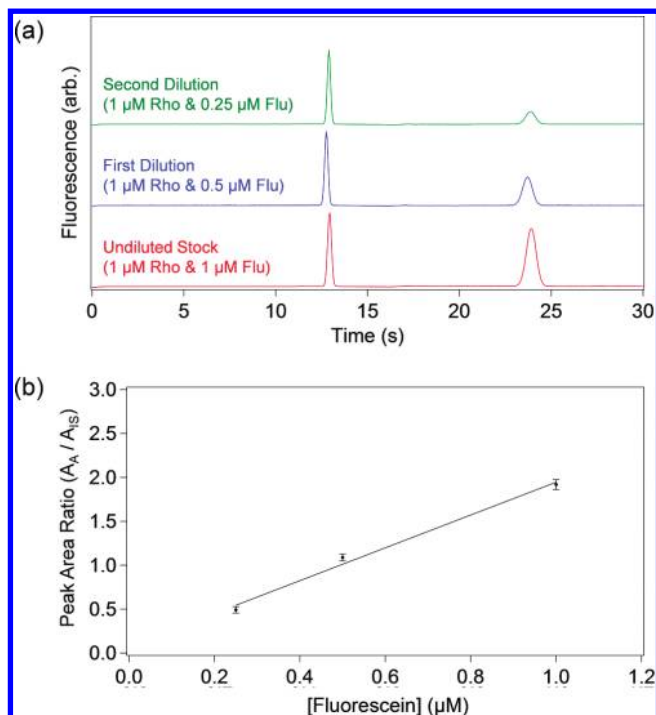 (a)
Fluorescence (arb.)
Second Dilution
(1 µM Rho & 0.25 µM Flu)
First Dilution
(1 µM Rho & 0.5 µM Flu)
Undiluted Stock
(1 µM Rho & 1 µM Flu)
0 5 10 15 20 25 30
Time (s)
(b)
Peak Area Ratio (A_A / A_IS)
3.0
2.5
2.0
1.5
1.0
0.5
0.0
0.0 0.2 0.4 0.6 0.8 1.0 1.2
[Fluorescein] (µM)